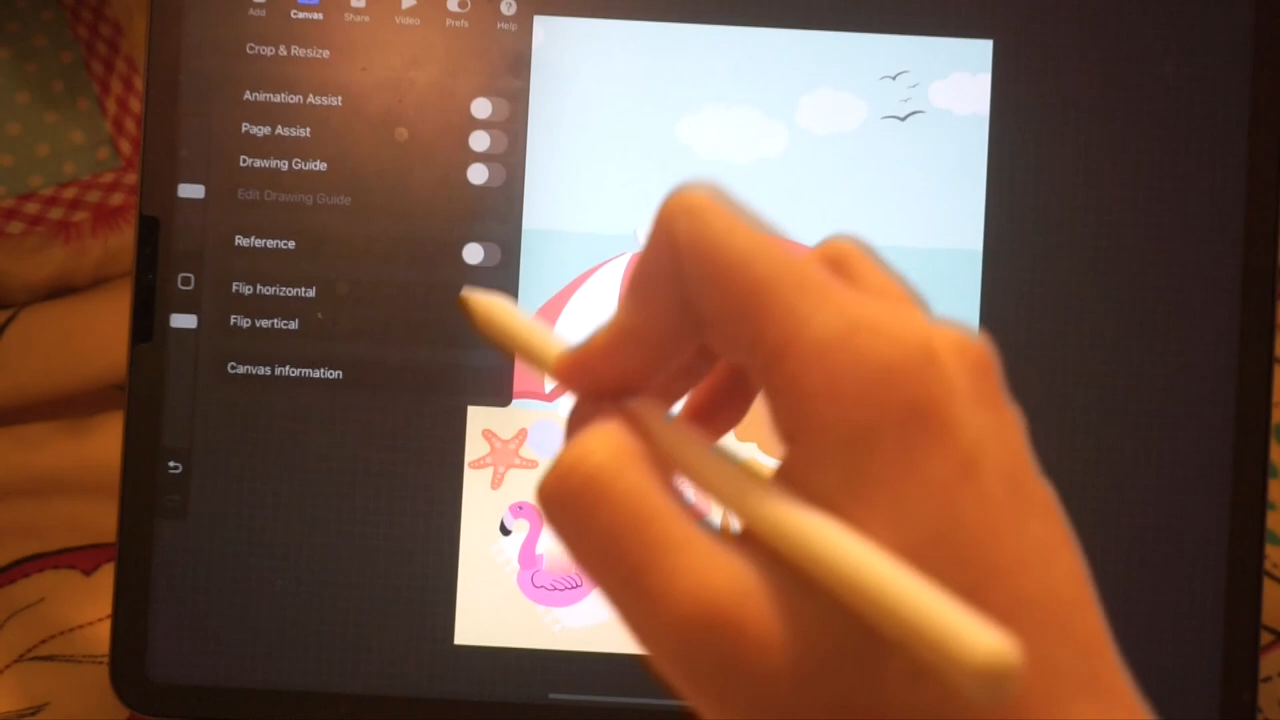 Add Canvas Share Video Prefs Help
Crop & Resize
Animation Assist
Page Assist
Drawing Guide
Edit Drawing Guide
Reference
Flip horizontal
Flip vertical
Canvas information